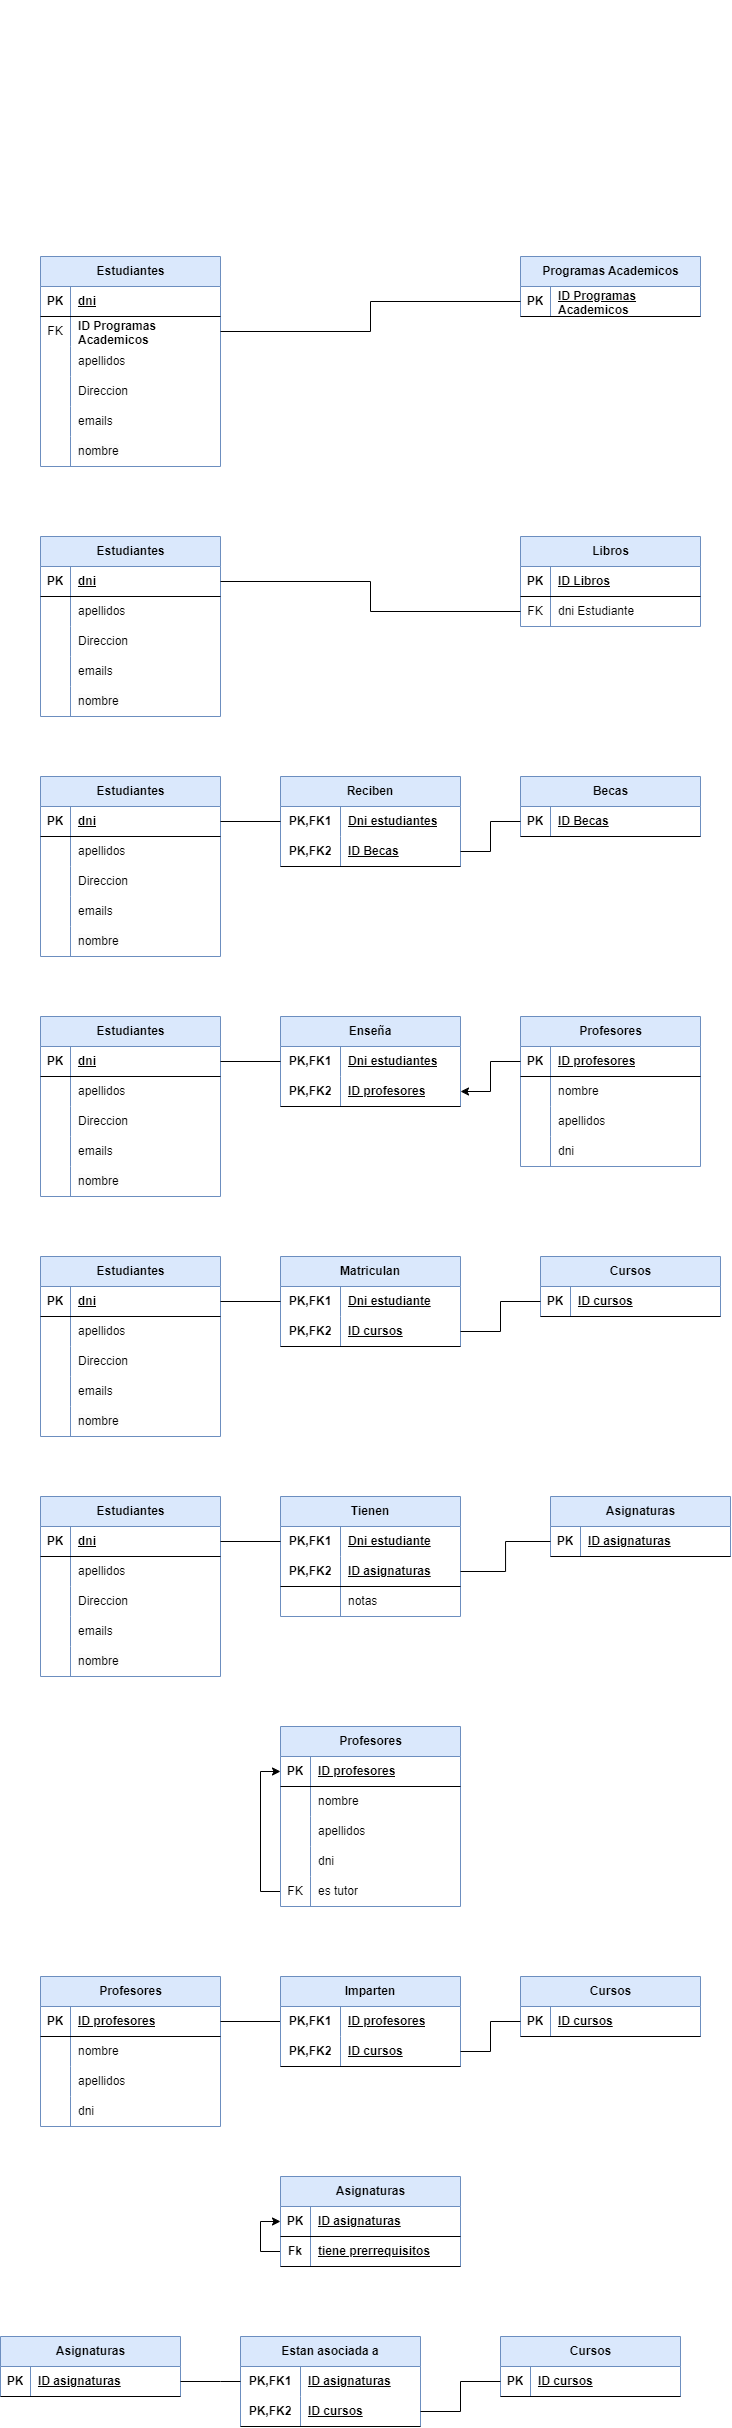 Estudiantes
PK dni
FK ID Programas
Academicos
apellidos
Direccion
emails
nombre
Programas Academicos
PK ID Programas
Academicos
Estudiantes
PK dni
apellidos
Direccion
emails
nombre
Libros
PK ID Libros
FK dni Estudiante
Estudiantes
PK dni
apellidos
Direccion
emails
nombre
Reciben
PK,FK1 Dni estudiantes
PK,FK2 ID Becas
Becas
PK ID Becas
Estudiantes
PK dni
apellidos
Direccion
emails
nombre
Enseña
PK,FK1 Dni estudiantes
PK,FK2 ID profesores
Profesores
PK ID profesores
nombre
apellidos
dni
Estudiantes
PK dni
apellidos
Direccion
emails
nombre
Matriculan
PK,FK1 Dni estudiante
PK,FK2 ID cursos
Cursos
PK ID cursos
Estudiantes
PK dni
apellidos
Direccion
emails
nombre
Tienen
PK,FK1 Dni estudiante
PK,FK2 ID asignaturas
notas
Asignaturas
PK ID asignaturas
Profesores
PK ID profesores
nombre
apellidos
dni
FK es tutor
Profesores
PK ID profesores
nombre
apellidos
dni
Imparten
PK,FK1 ID profesores
PK,FK2 ID cursos
Cursos
PK ID cursos
Asignaturas
PK ID asignaturas
Fk tiene prerrequisitos
Asignaturas
PK ID asignaturas
Estan asociada a
PK,FK1 ID asignaturas
PK,FK2 ID cursos
Cursos
PK ID cursos